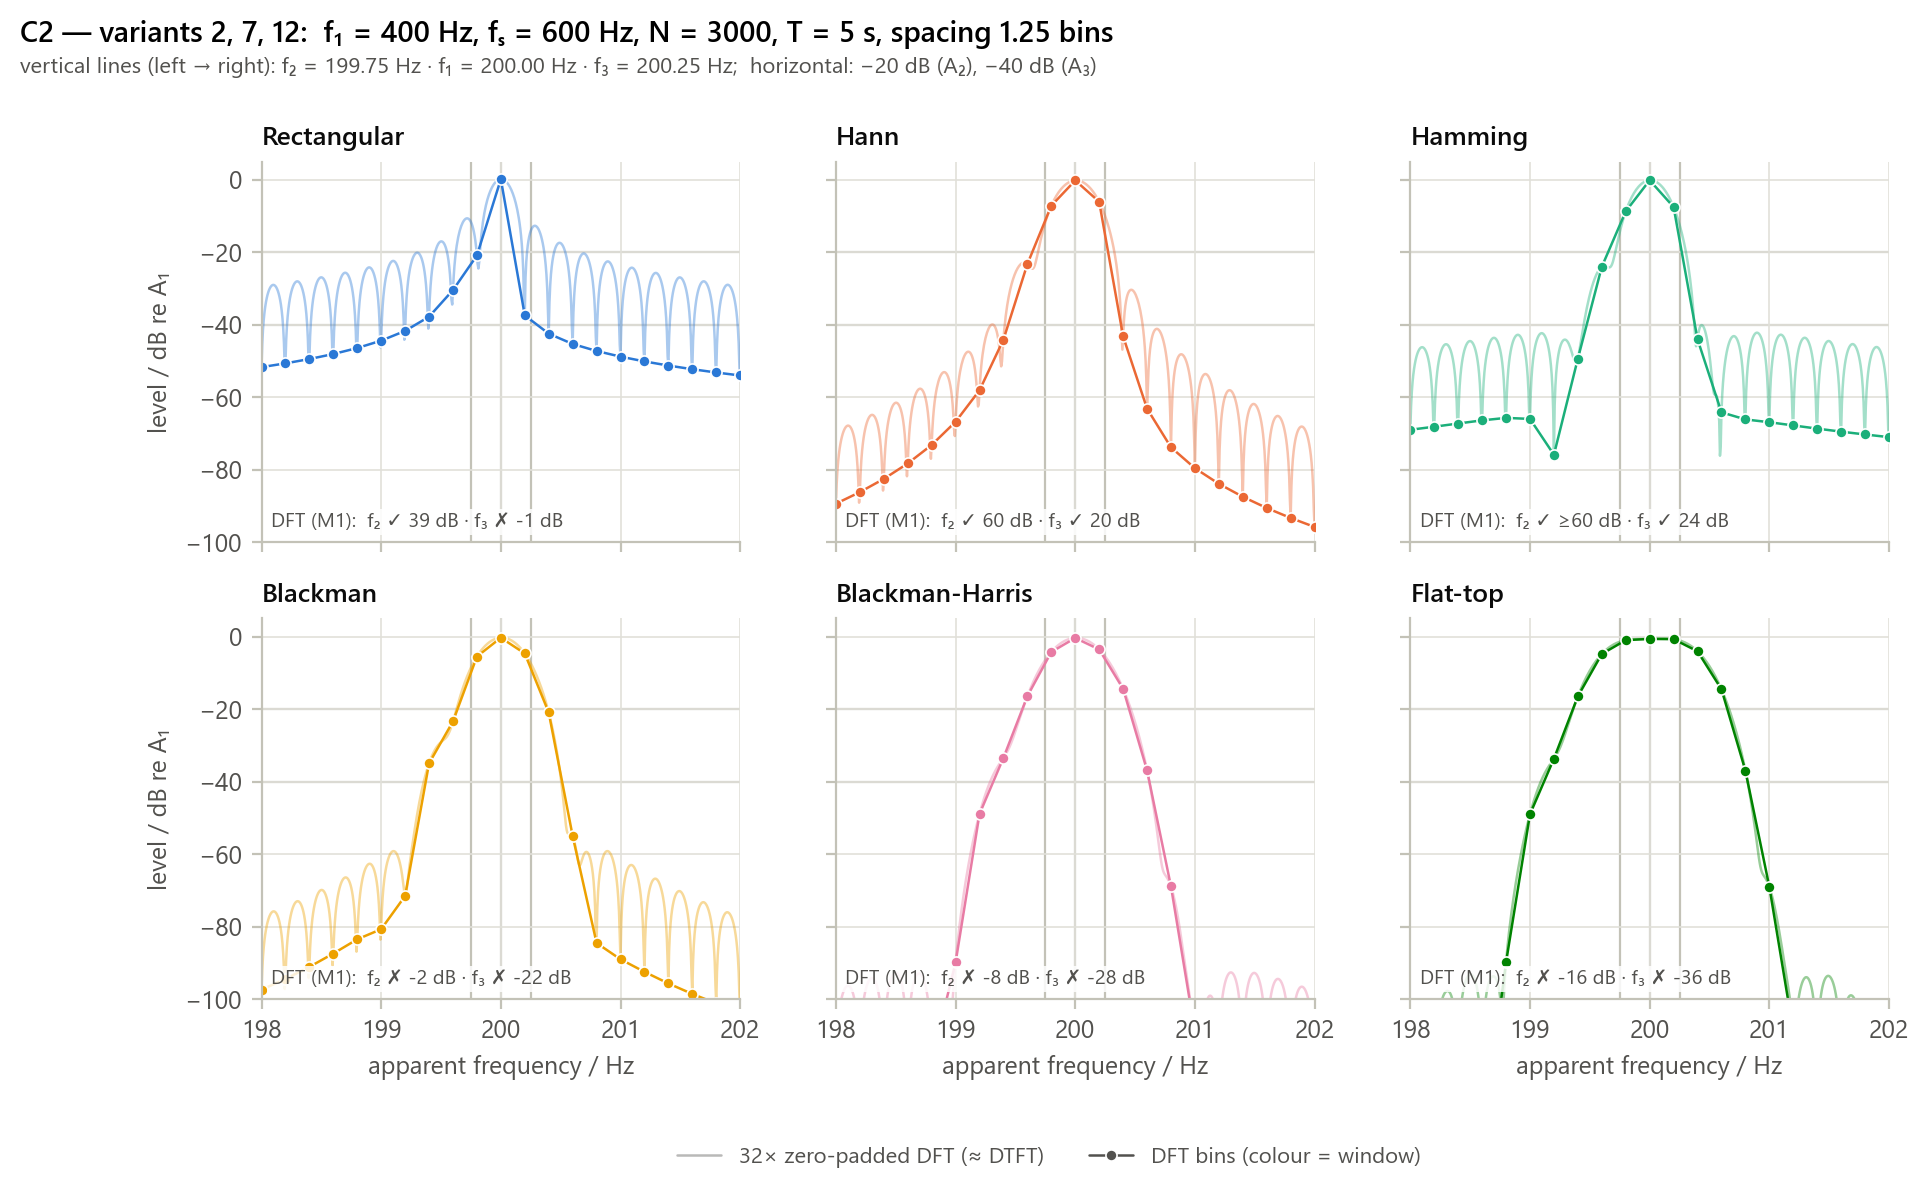 C2 — variants 2, 7, 12: f₁ = 400 Hz, fₛ = 600 Hz, N = 3000, T = 5 s, spacing 1.25 bins
vertical lines (left → right): f₂ = 199.75 Hz · f₁ = 200.00 Hz · f₃ = 200.25 Hz; horizontal: −20 dB (A₂), −40 dB (A₃)
Rectangular
Hann
Hamming
level / dB re A₁
0
−20
−40
−60
−80
−100
DFT (M1): f₂ ✓ 39 dB · f₃ ✗ -1 dB
DFT (M1): f₂ ✓ 60 dB · f₃ ✓ 20 dB
DFT (M1): f₂ ✓ ≥60 dB · f₃ ✓ 24 dB
Blackman
Blackman-Harris
Flat-top
level / dB re A₁
0
−20
−40
−60
−80
−100
DFT (M1): f₂ ✗ -2 dB · f₃ ✗ -22 dB
DFT (M1): f₂ ✗ -8 dB · f₃ ✗ -28 dB
DFT (M1): f₂ ✗ -16 dB · f₃ ✗ -36 dB
198 199 200 201 202
198 199 200 201 202
198 199 200 201 202
apparent frequency / Hz
apparent frequency / Hz
apparent frequency / Hz
32× zero-padded DFT (≈ DTFT)
DFT bins (colour = window)